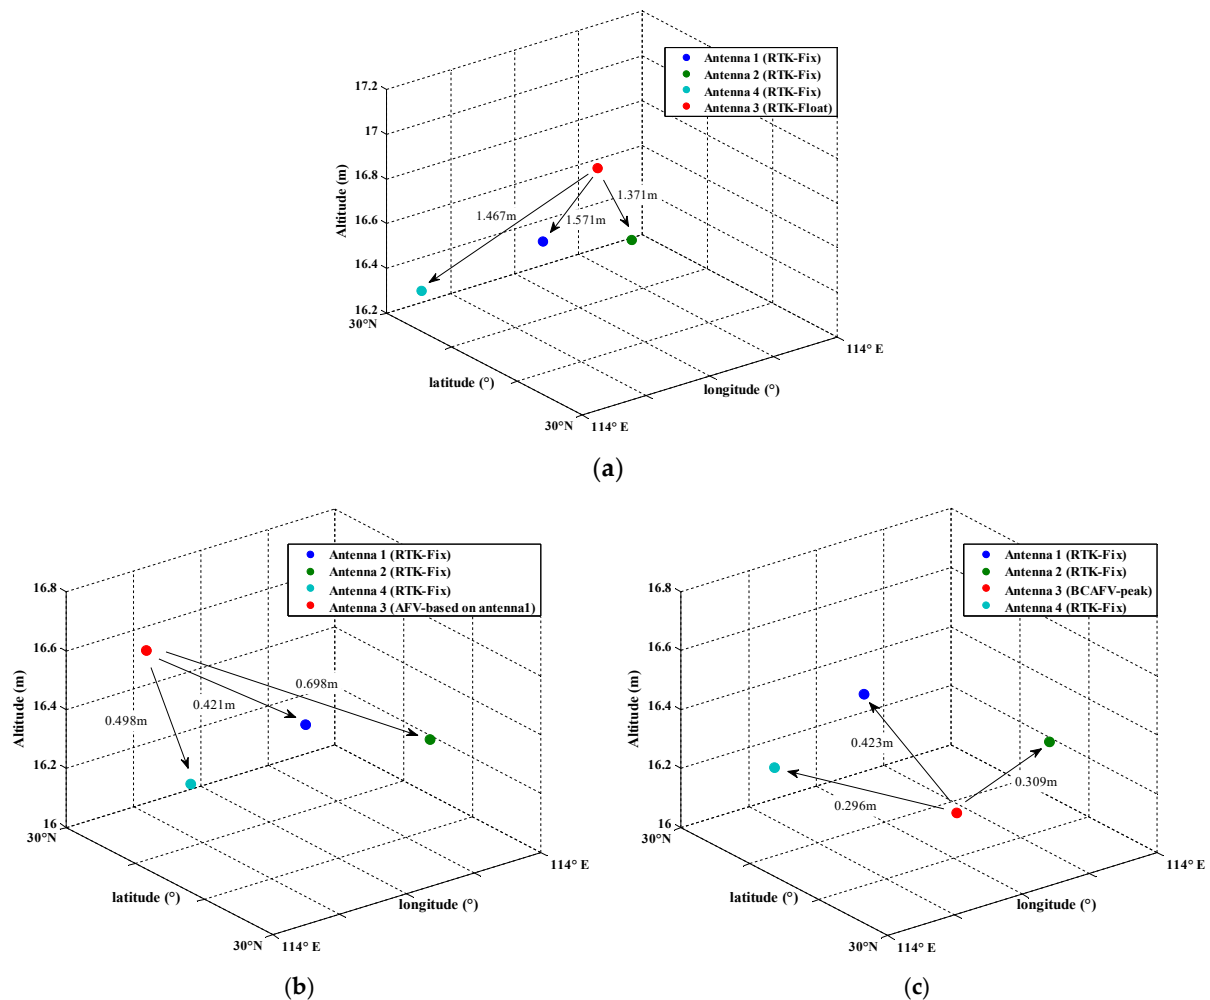 Antenna 1 (RTK-Fix)
Antenna 2 (RTK-Fix)
Antenna 4 (RTK-Fix)
Antenna 3 (RTK-Float)
17.2
17
16.8
16.6
16.4
16.2
Altitude (m)
1.467m
1.571m
1.371m
30°N
latitude (°)
30°N
114° E
longitude (°)
114° E
(a)
Antenna 1 (RTK-Fix)
Antenna 2 (RTK-Fix)
Antenna 4 (RTK-Fix)
Antenna 3 (AFV-based on antenna1)
16.8
16.6
16.4
16.2
16
Altitude (m)
0.498m
0.421m
0.698m
30°N
latitude (°)
30°N
114° E
longitude (°)
114° E
(b)
Antenna 1 (RTK-Fix)
Antenna 2 (RTK-Fix)
Antenna 3 (BCAFV-peak)
Antenna 4 (RTK-Fix)
16.8
16.6
16.4
16.2
16
Altitude (m)
0.423m
0.296m
0.309m
30°N
latitude (°)
30°N
114° E
longitude (°)
114° E
(c)